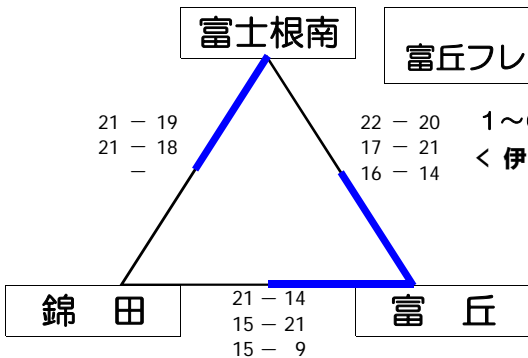 富士根南
富丘フレ
21 － 19
21 － 18
－
22 － 20
17 － 21
16 － 14
1～
< 伊
錦 田
21 － 14
15 － 21
15 － 9
富 丘